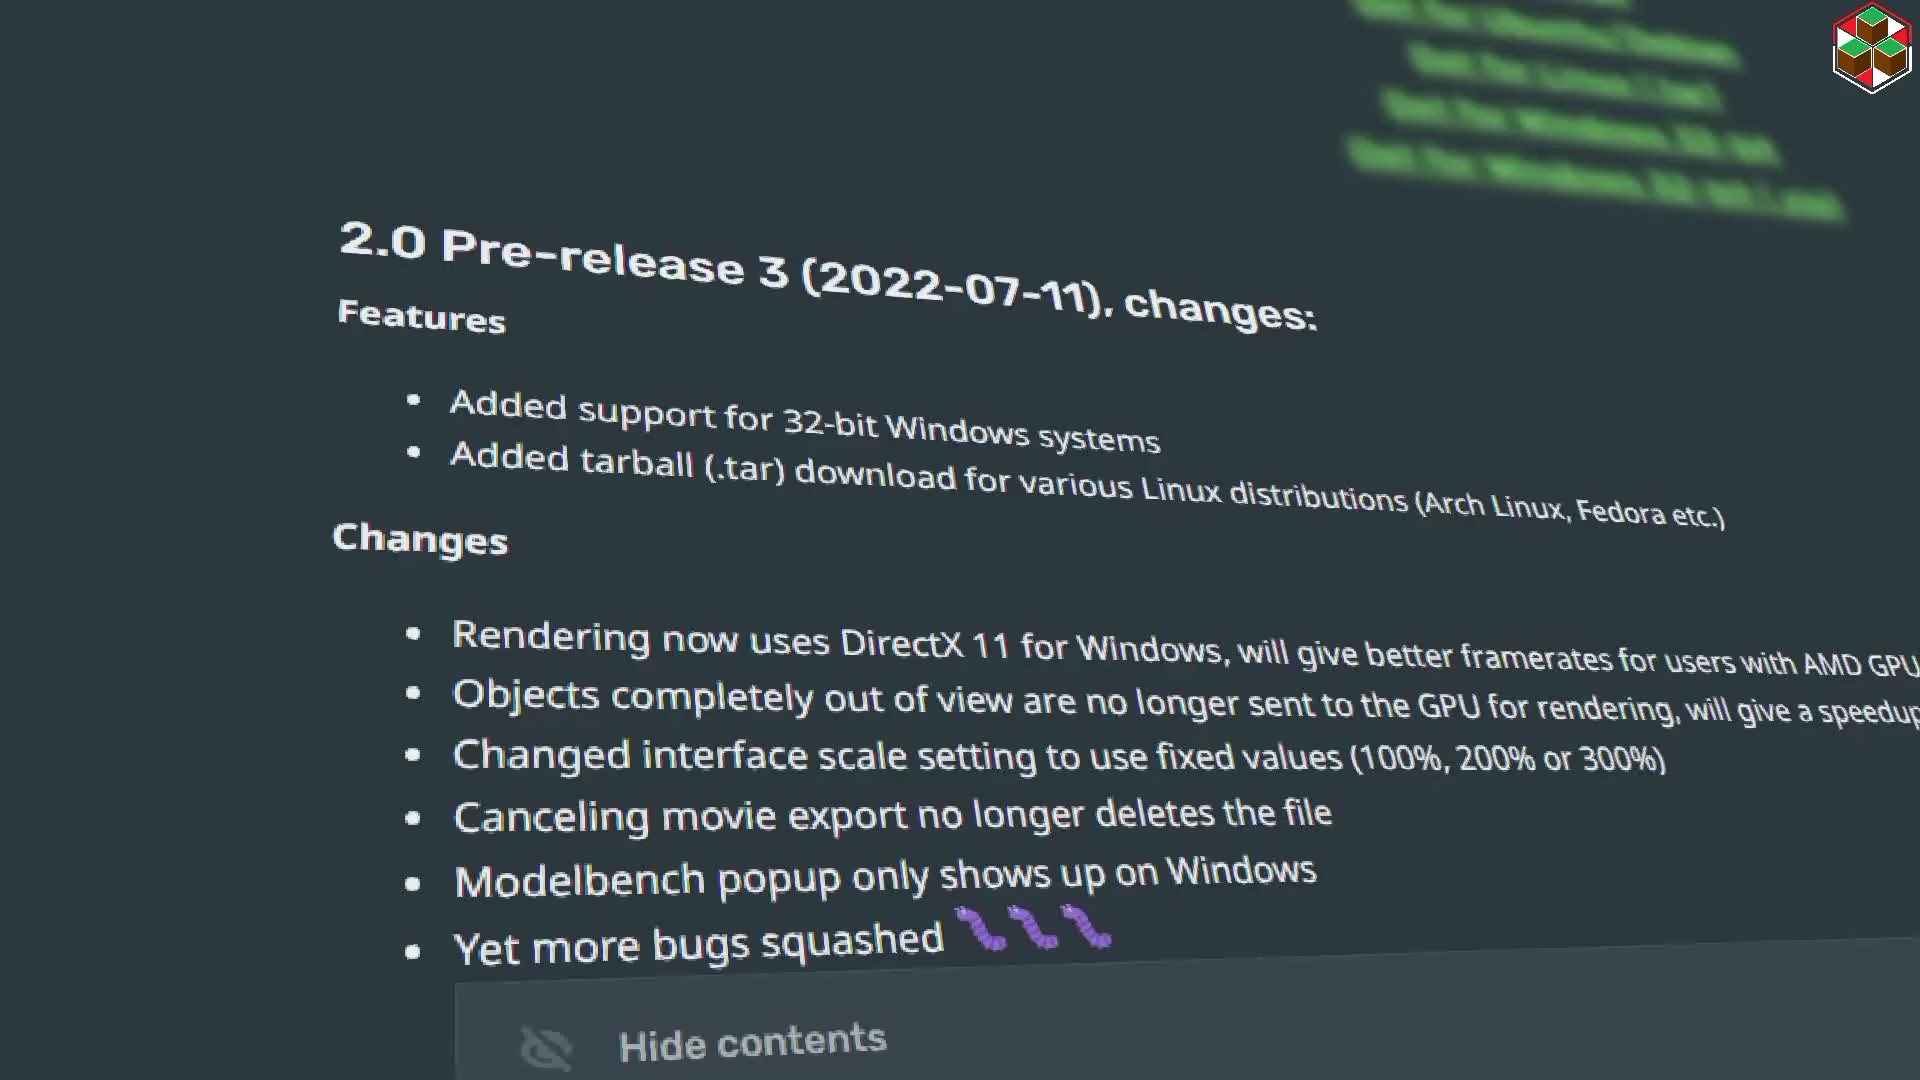 2.0 Pre-release 3 (2022-07-11), changes:
Features
• Added support for 32-bit Windows systems
• Added tarball (.tar) download for various Linux distributions (Arch Linux, Fedora etc.)
Changes
• Rendering now uses DirectX 11 for Windows, will give better framerates for users with AMD GPU
• Objects completely out of view are no longer sent to the GPU for rendering, will give a speedup
• Changed interface scale setting to use fixed values (100%, 200% or 300%)
• Canceling movie export no longer deletes the file
• Modelbench popup only shows up on Windows
• Yet more bugs squashed 🐛🐛🐛
Hide contents